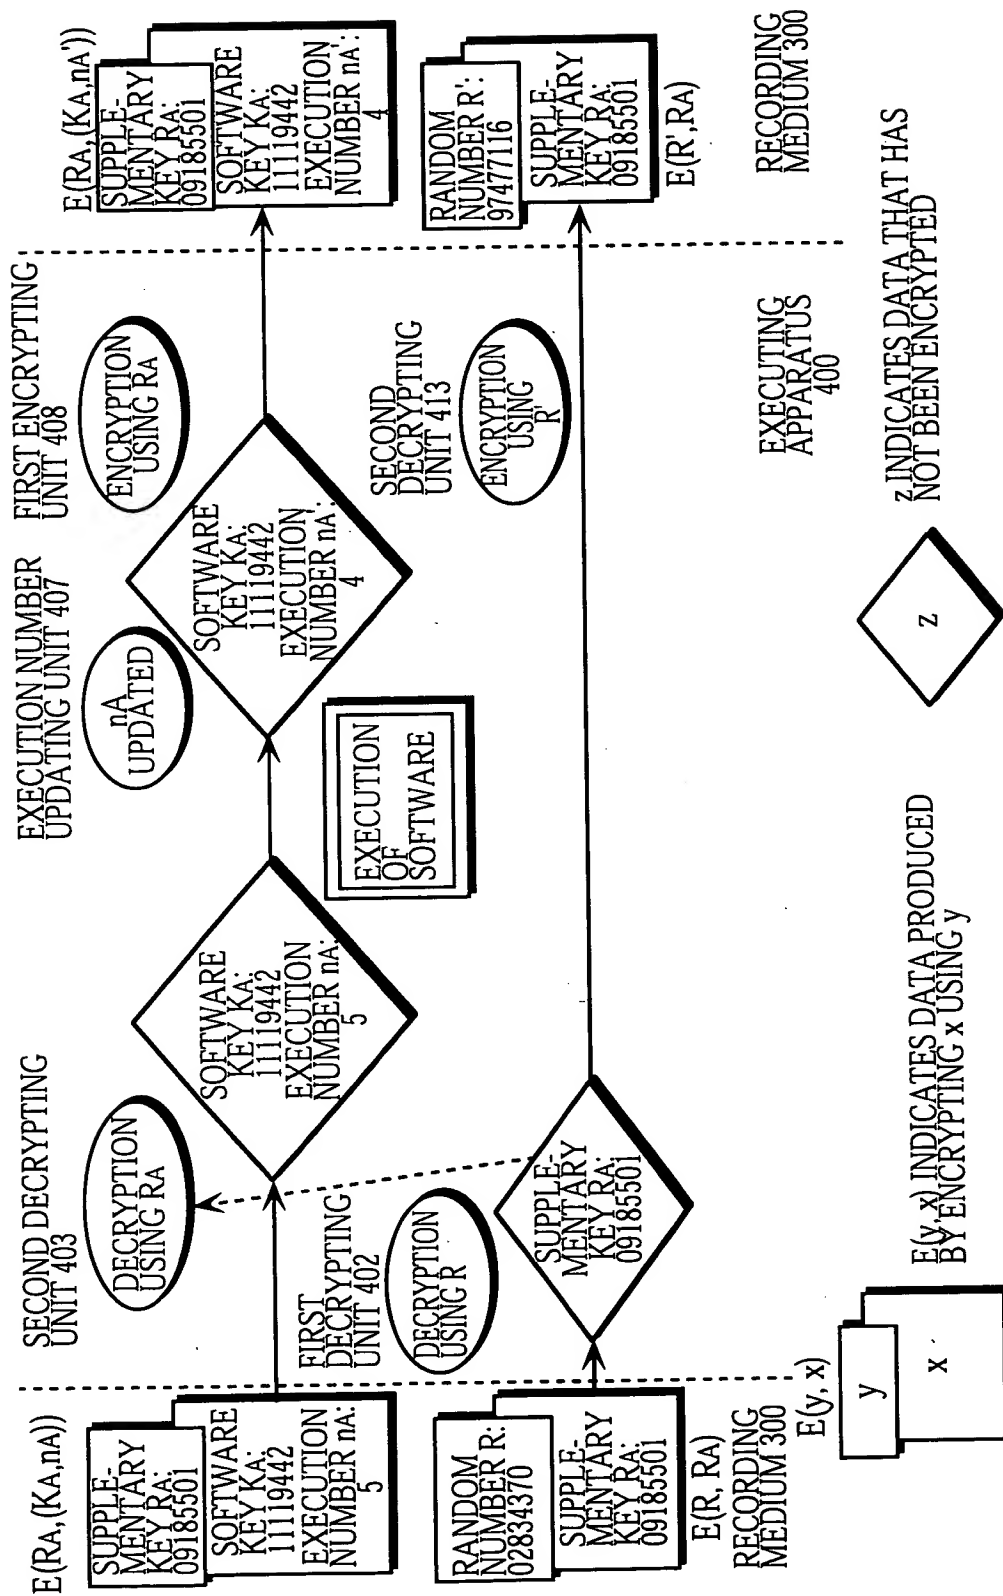 E(RA,(KA,nA))
SUPPLE-
MENTARY
KEY RA:
09185501
SOFTWARE
KEY KA:
11119442
EXECUTION
NUMBER nA:
5
RANDOM
NUMBER R:
02834370
SUPPLE-
MENTARY
KEY RA:
09185501
E(R, RA)
RECORDING
MEDIUM 300
SECOND DECRYPTING
UNIT 403
DECRYPTION
USING RA
FIRST
DECRYPTING
UNIT 402
DECRYPTION
USING R
SUPPLE-
MENTARY
KEY RA:
09185501
SOFTWARE
KEY KA:
11119442
EXECUTION
NUMBER nA:
5
EXECUTION
OF
SOFTWARE
EXECUTION NUMBER
UPDATING UNIT 407
nA
UPDATED
SOFTWARE
KEY KA:
11119442
EXECUTION
NUMBER nA':
4
FIRST ENCRYPTING
UNIT 408
ENCRYPTION
USING RA
SECOND
DECRYPTING
UNIT 413
ENCRYPTION
USING
R'
EXECUTING
APPARATUS
400
E(RA,(KA,nA'))
SUPPLE-
MENTARY
KEY RA:
09185501
SOFTWARE
KEY KA:
11119442
EXECUTION
NUMBER nA':
4
RANDOM
NUMBER R':
97477116
SUPPLE-
MENTARY
KEY RA:
09185501
E(R',RA)
RECORDING
MEDIUM 300
E(y, x)
y
x
E(y, x) INDICATES DATA PRODUCED
BY ENCRYPTING x USING y
z
z INDICATES DATA THAT HAS
NOT BEEN ENCRYPTED